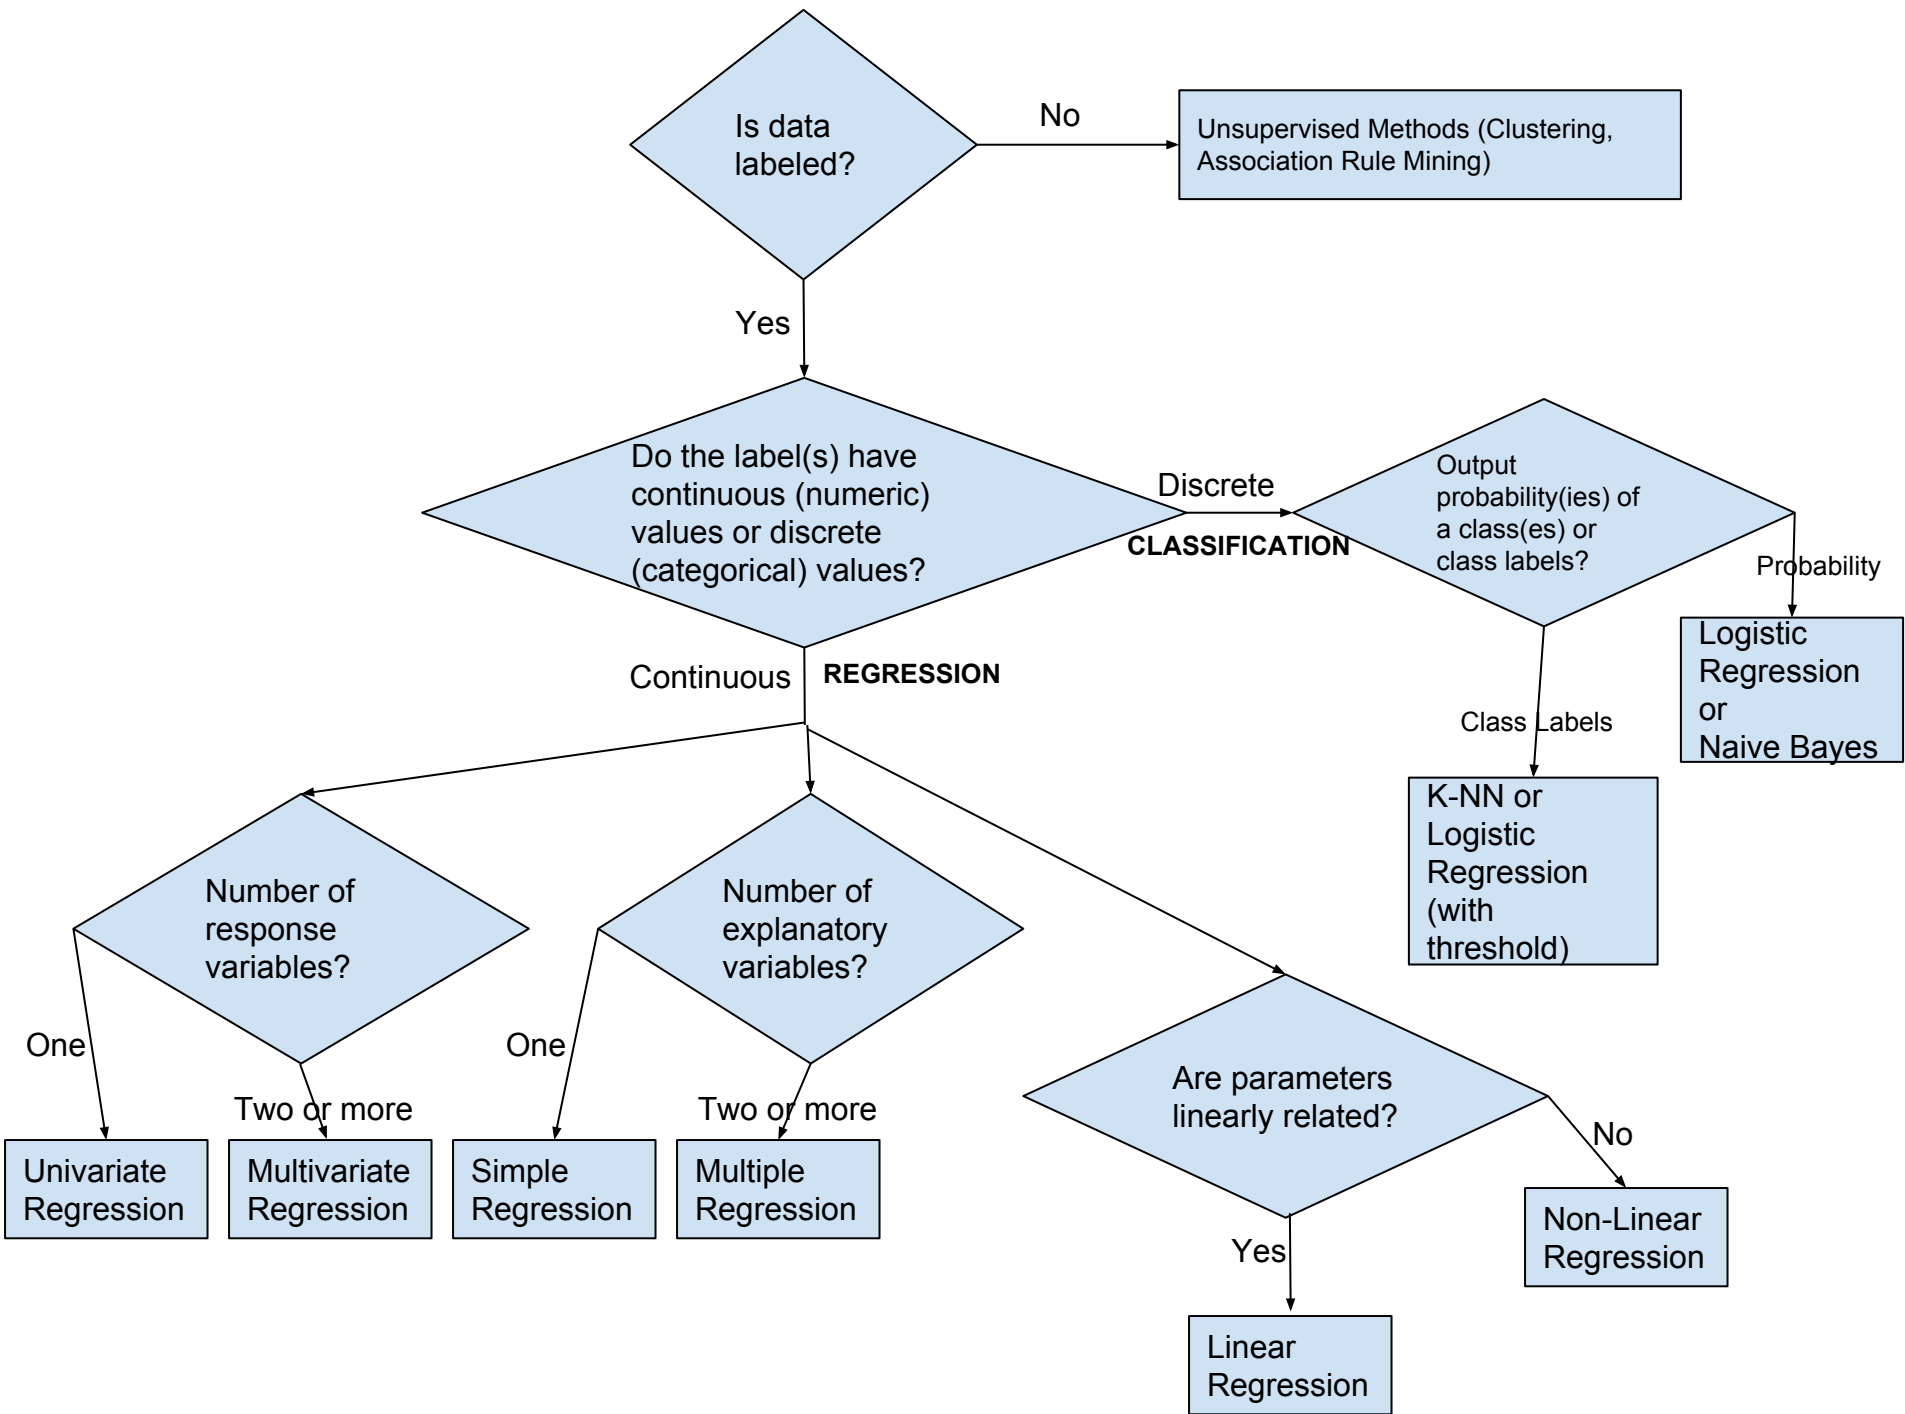 Is data
labeled?
No
Unsupervised Methods (Clustering,
Association Rule Mining)
Yes
Do the label(s) have
continuous (numeric)
values or discrete
(categorical) values?
Discrete
CLASSIFICATION
Output
probability(ies) of
a class(es) or
class labels?
Probability
Logistic
Regression
or
Naive Bayes
Class Labels
K-NN or
Logistic
Regression
(with
threshold)
Continuous
REGRESSION
Number of
response
variables?
One
Two or more
Univariate
Regression
Multivariate
Regression
Number of
explanatory
variables?
One
Two or more
Simple
Regression
Multiple
Regression
Are parameters
linearly related?
No
Non-Linear
Regression
Yes
Linear
Regression